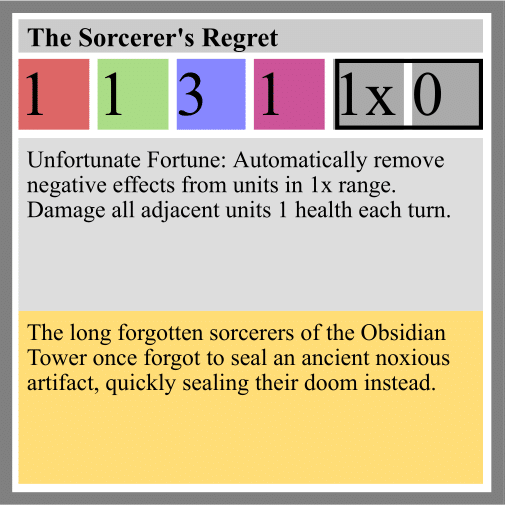 The Sorcerer's Regret
1 1 3 1 1x 0
Unfortunate Fortune: Automatically remove
negative effects from units in 1x range.
Damage all adjacent units 1 health each turn.
The long forgotten sorcerers of the Obsidian
Tower once forgot to seal an ancient noxious
artifact, quickly sealing their doom instead.